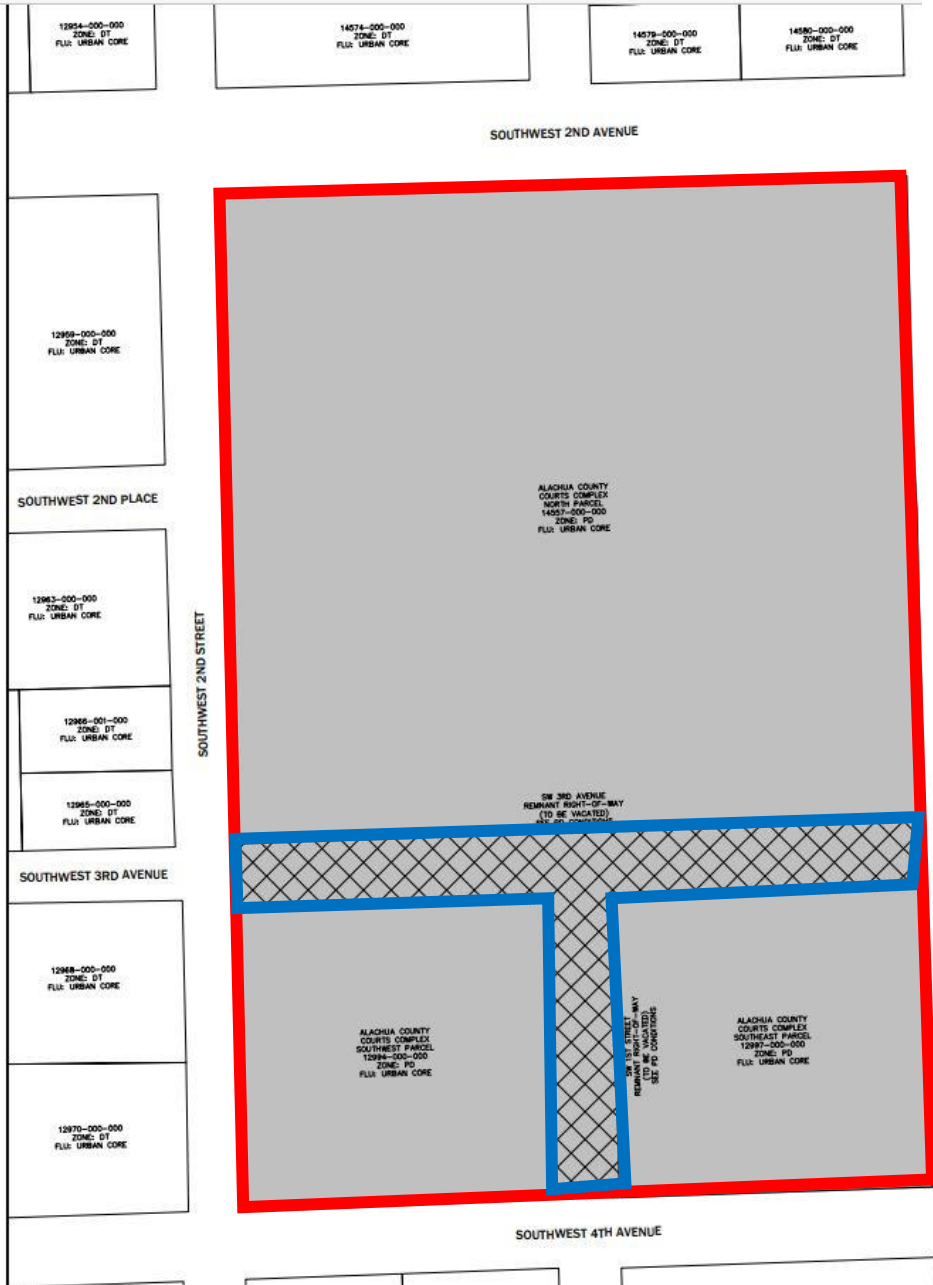 12954-000-000
ZONE: DT
FLU: URBAN CORE
14574-000-000
ZONE: DT
FLU: URBAN CORE
14579-000-000
ZONE: DT
FLU: URBAN CORE
14580-000-000
ZONE: DT
FLU: URBAN CORE
SOUTHWEST 2ND AVENUE
12959-000-000
ZONE: DT
FLU: URBAN CORE
SOUTHWEST 2ND PLACE
ALACHUA COUNTY
COURTS COMPLEX
NORTH PARCEL
14557-000-000
ZONE: PD
FLU: URBAN CORE
12963-000-000
ZONE: DT
FLU: URBAN CORE
SOUTHWEST 2ND STREET
12966-001-000
ZONE: DT
FLU: URBAN CORE
12965-000-000
ZONE: DT
FLU: URBAN CORE
SW 3RD AVENUE
REMNANT RIGHT-OF-WAY
(TO BE VACATED)
SEE PD CONDITIONS
SOUTHWEST 3RD AVENUE
12968-000-000
ZONE: DT
FLU: URBAN CORE
ALACHUA COUNTY
COURTS COMPLEX
SOUTHWEST PARCEL
12994-000-000
ZONE: PD
FLU: URBAN CORE
SW 1ST STREET
REMNANT RIGHT-OF-WAY
(TO BE VACATED)
SEE PD CONDITIONS
ALACHUA COUNTY
COURTS COMPLEX
SOUTHEAST PARCEL
12997-000-000
ZONE: PD
FLU: URBAN CORE
12970-000-000
ZONE: DT
FLU: URBAN CORE
SOUTHWEST 4TH AVENUE